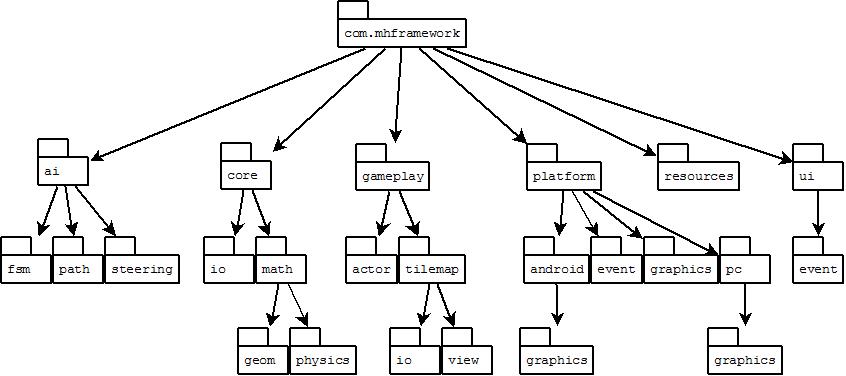 com.mhframework
ai
core
gameplay
platform
resources
ui
fsm
path
steering
io
math
actor
tilemap
android
event
graphics
pc
event
geom
physics
io
view
graphics
graphics